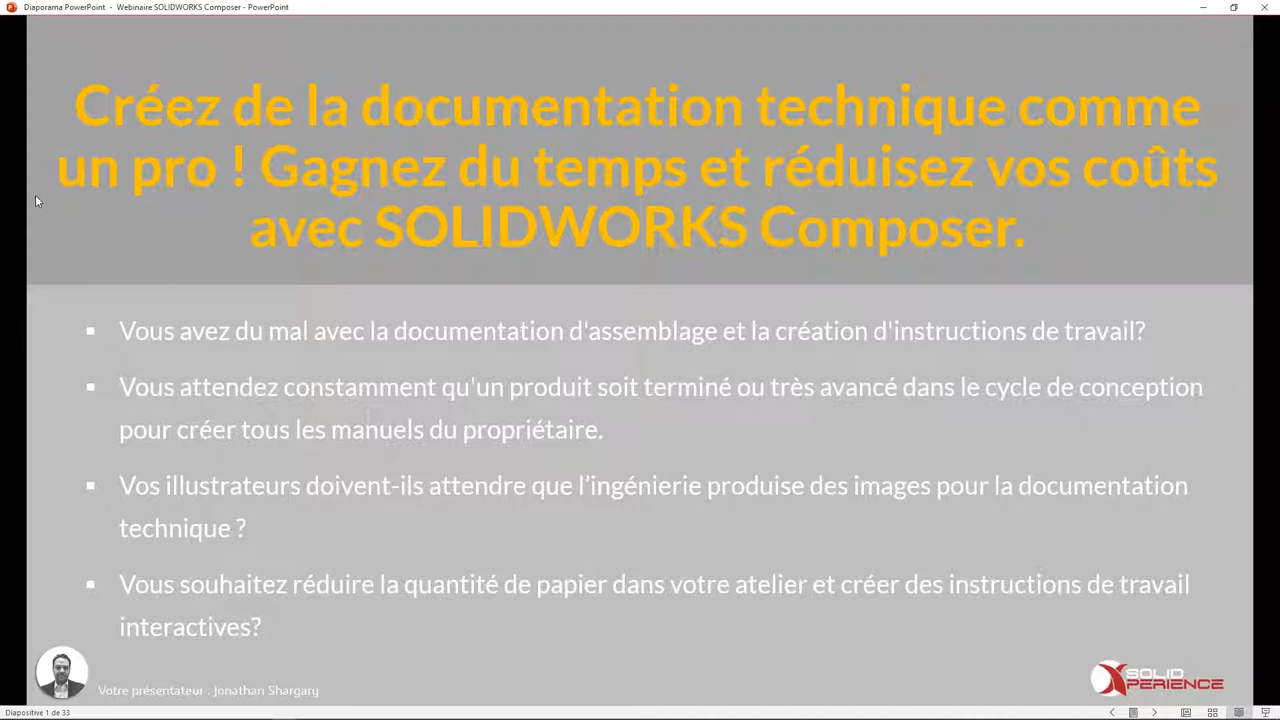 Diaporama PowerPoint - Webinaire SOLIDWORKS Composer - PowerPoint
Créez de la documentation technique comme
un pro ! Gagnez du temps et réduisez vos coûts
avec SOLIDWORKS Composer.
▪ Vous avez du mal avec la documentation d'assemblage et la création d'instructions de travail?
▪ Vous attendez constamment qu'un produit soit terminé ou très avancé dans le cycle de conception
pour créer tous les manuels du propriétaire.
▪ Vos illustrateurs doivent-ils attendre que l’ingénierie produise des images pour la documentation
technique ?
▪ Vous souhaitez réduire la quantité de papier dans votre atelier et créer des instructions de travail
interactives?
Votre présentateur . Jonathan Shargary
SOLID
XPERIENCE
Diapositive 1 de 33